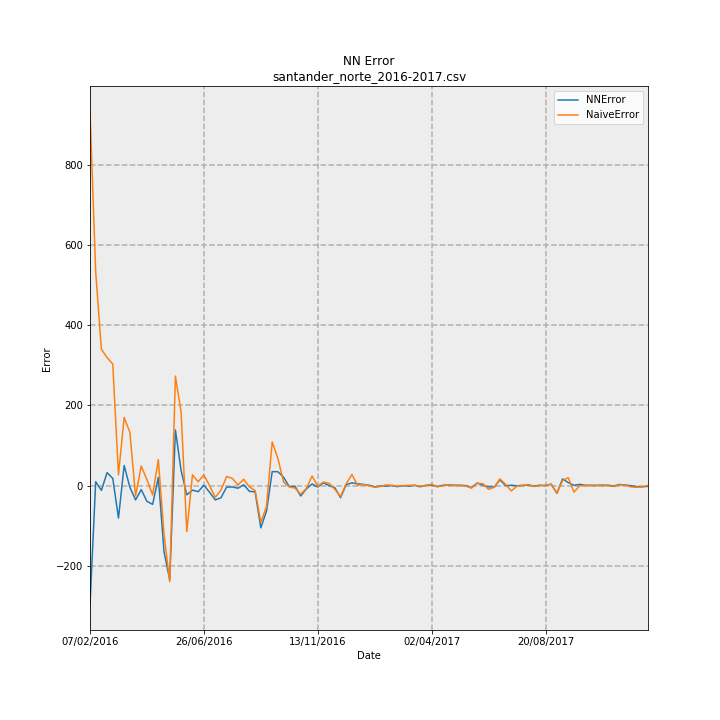 NN Error
santander_norte_2016-2017.csv
NNError
NaiveError
800
600
400
200
0
−200
Error
07/02/2016 26/06/2016 13/11/2016 02/04/2017 20/08/2017
Date